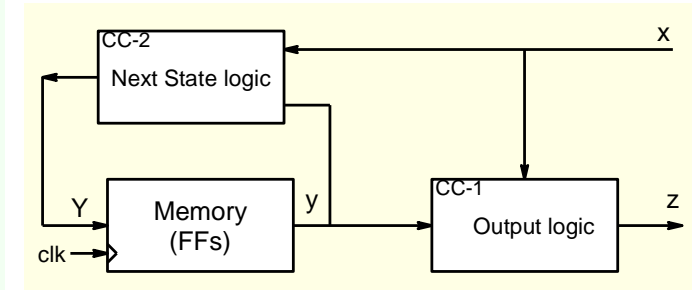 x
CC-2
Next State logic
CC-1
Y
y
z
Memory
(FFs)
Output logic
clk